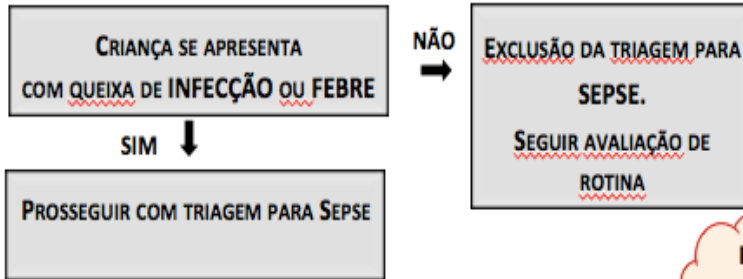 CRIANÇA SE APRESENTA
COM QUEIXA DE INFECÇÃO OU FEBRE
NÃO
EXCLUSÃO DA TRIAGEM PARA
SEPSE.
SEGUIR AVALIAÇÃO DE
ROTINA
SIM
PROSSEGUIR COM TRIAGEM PARA SEPSE